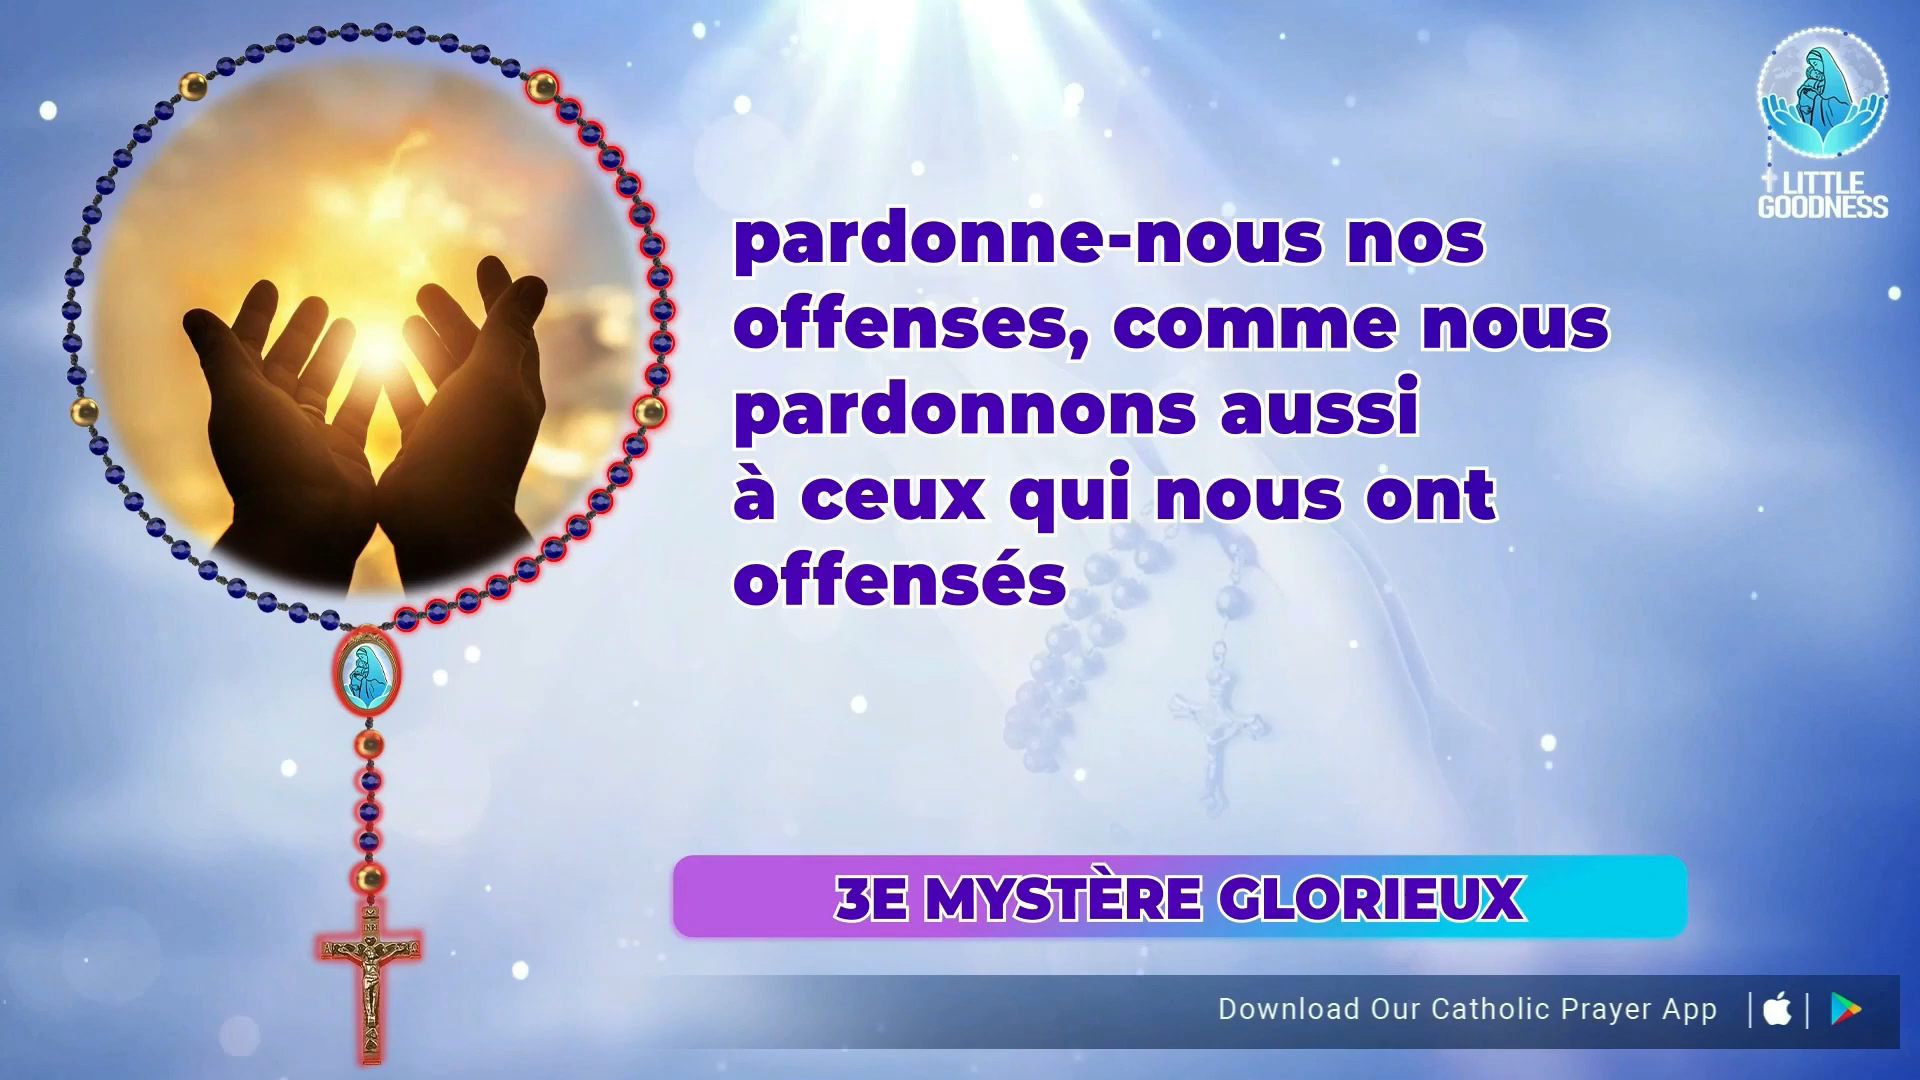 LITTLE
GOODNESS
pardonne-nous nos
offenses, comme nous
pardonnons aussi
à ceux qui nous ont
offensés
INRI
3E MYSTÈRE GLORIEUX
Download Our Catholic Prayer App